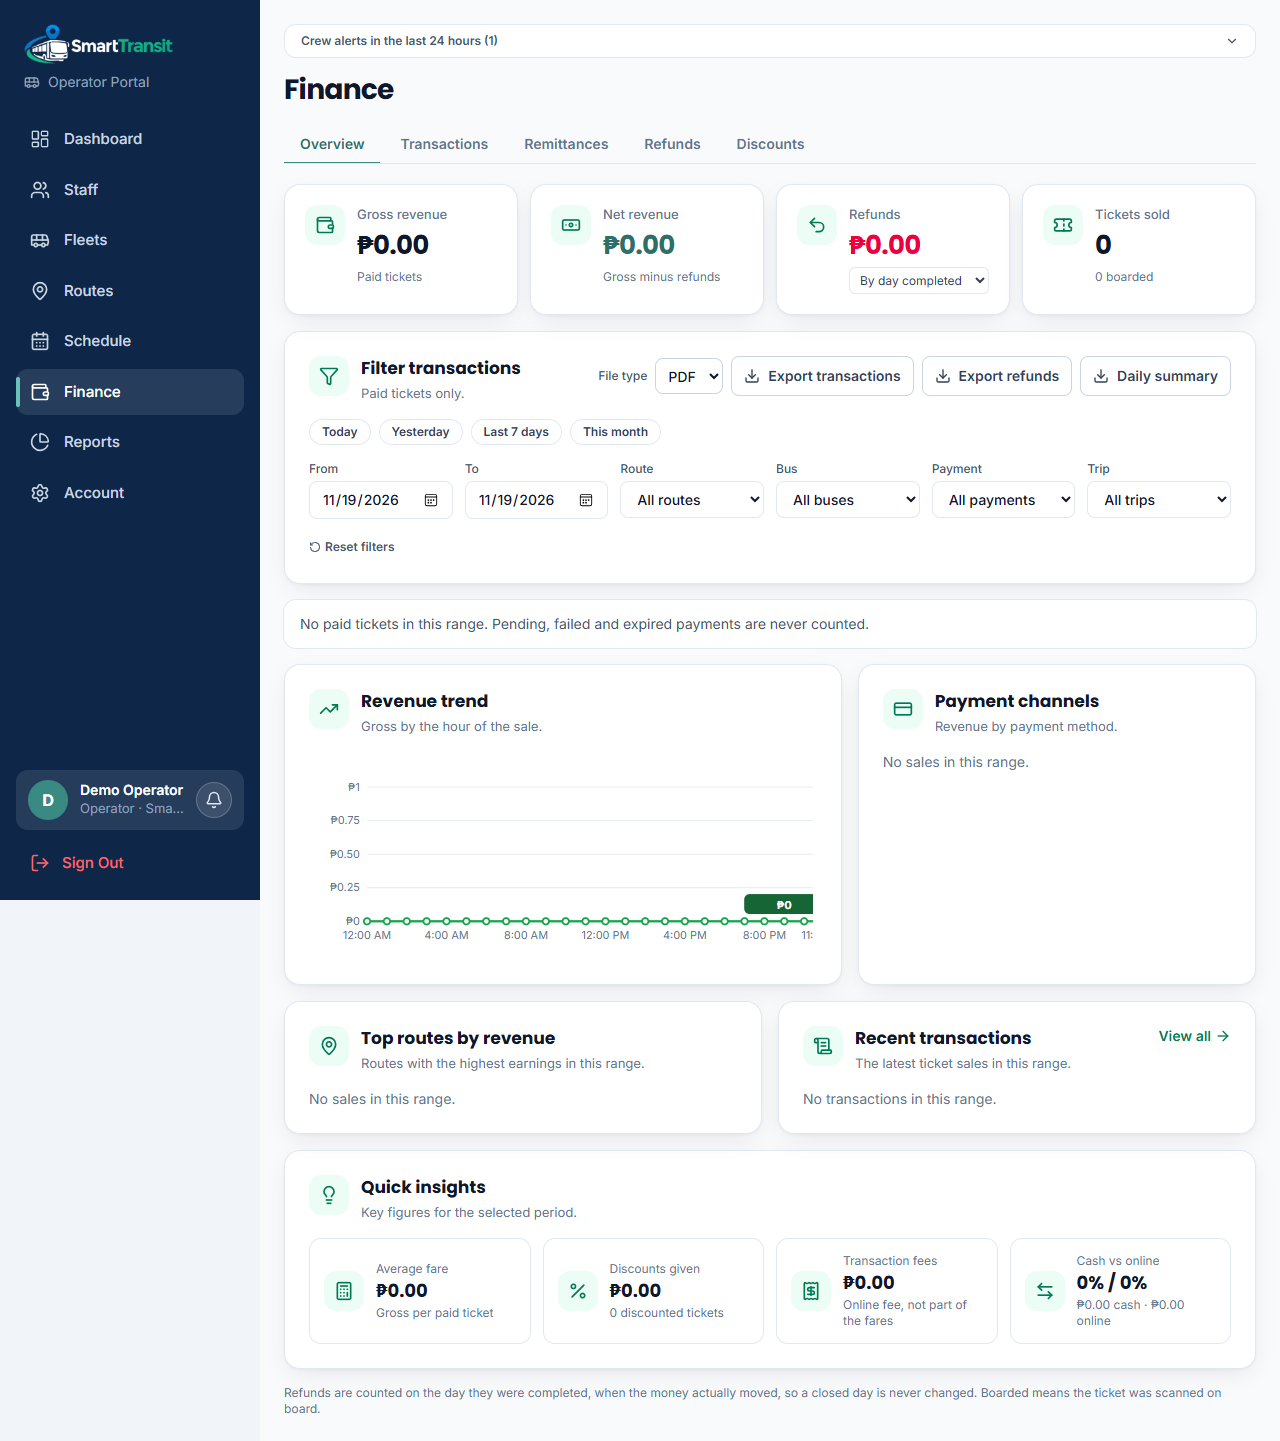 SmartTransit
Operator Portal
Dashboard
Staff
Fleets
Routes
Schedule
Finance
Reports
Account
D
Demo Operator
Operator · Sma...
Sign Out
Crew alerts in the last 24 hours (1)
Finance
Overview
Transactions
Remittances
Refunds
Discounts
Gross revenue
₱0.00
Paid tickets
Net revenue
₱0.00
Gross minus refunds
Refunds
₱0.00
By day completed
Tickets sold
0
0 boarded
Filter transactions
Paid tickets only.
File type
PDF
Export transactions
Export refunds
Daily summary
Today
Yesterday
Last 7 days
This month
From
11/19/2026
To
11/19/2026
Route
All routes
Bus
All buses
Payment
All payments
Trip
All trips
Reset filters
No paid tickets in this range. Pending, failed and expired payments are never counted.
Revenue trend
Gross by the hour of the sale.
₱1
₱0.75
₱0.50
₱0.25
₱0
₱0
12:00 AM
4:00 AM
8:00 AM
12:00 PM
4:00 PM
8:00 PM
11:
Payment channels
Revenue by payment method.
No sales in this range.
Top routes by revenue
Routes with the highest earnings in this range.
No sales in this range.
Recent transactions
The latest ticket sales in this range.
View all
No transactions in this range.
Quick insights
Key figures for the selected period.
Average fare
₱0.00
Gross per paid ticket
Discounts given
₱0.00
0 discounted tickets
Transaction fees
₱0.00
Online fee, not part of
the fares
Cash vs online
0% / 0%
₱0.00 cash · ₱0.00
online
Refunds are counted on the day they were completed, when the money actually moved, so a closed day is never changed. Boarded means the ticket was scanned on
board.